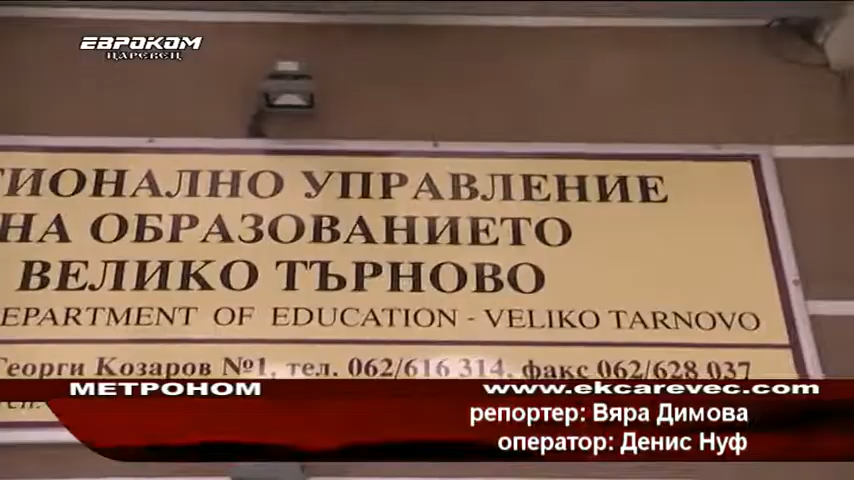 ЕВРОКОМ
ЦАРЕВЕЦ
ГИОНАЛНО УПРАВЛЕНИЕ
НА ОБРАЗОВАНИЕТО
ВЕЛИКО ТЪРНОВО
EPARTMENT OF EDUCATION - VELIKO TARNOVO
Георги Козаров №1, тел. 062/616 314, факс 062/628 037
МЕТРОНОМ
www.ekcarevec.com
репортер: Вяра Димова
оператор: Денис Нуф